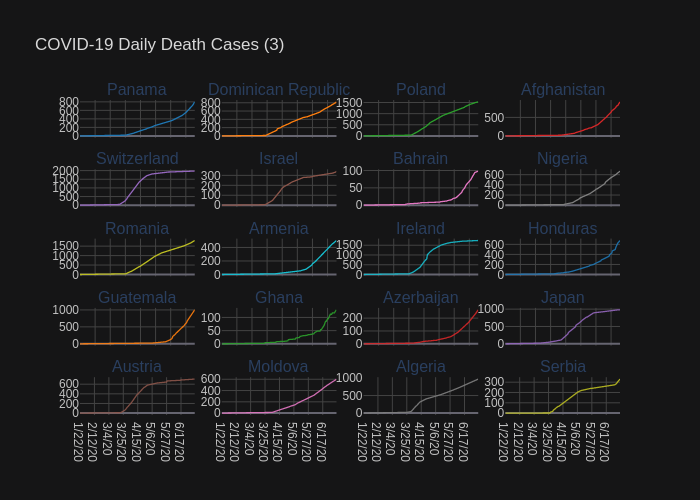 COVID-19 Daily Death Cases (3)
Panama Dominican Republic Poland Afghanistan
800 600 400 200 0
800 600 400 200 0
1500 1000 500 0
500 0
Switzerland Israel Bahrain Nigeria
2000 1500 1000 500 0
300 200 100 0
100 50 0
600 400 200 0
Romania Armenia Ireland Honduras
1500 1000 500 0
400 200 0
1500 1000 500 0
600 400 200 0
Guatemala Ghana Azerbaijan Japan
1000 500 0
100 50 0
200 100 0
1000 500 0
Austria Moldova Algeria Serbia
600 400 200 0
600 400 200 0
1000 500 0
300 200 100 0
1/22/20 2/12/20 3/4/20 3/25/20 4/15/20 5/6/20 5/27/20 6/17/20
1/22/20 2/12/20 3/4/20 3/25/20 4/15/20 5/6/20 5/27/20 6/17/20
1/22/20 2/12/20 3/4/20 3/25/20 4/15/20 5/6/20 5/27/20 6/17/20
1/22/20 2/12/20 3/4/20 3/25/20 4/15/20 5/6/20 5/27/20 6/17/20